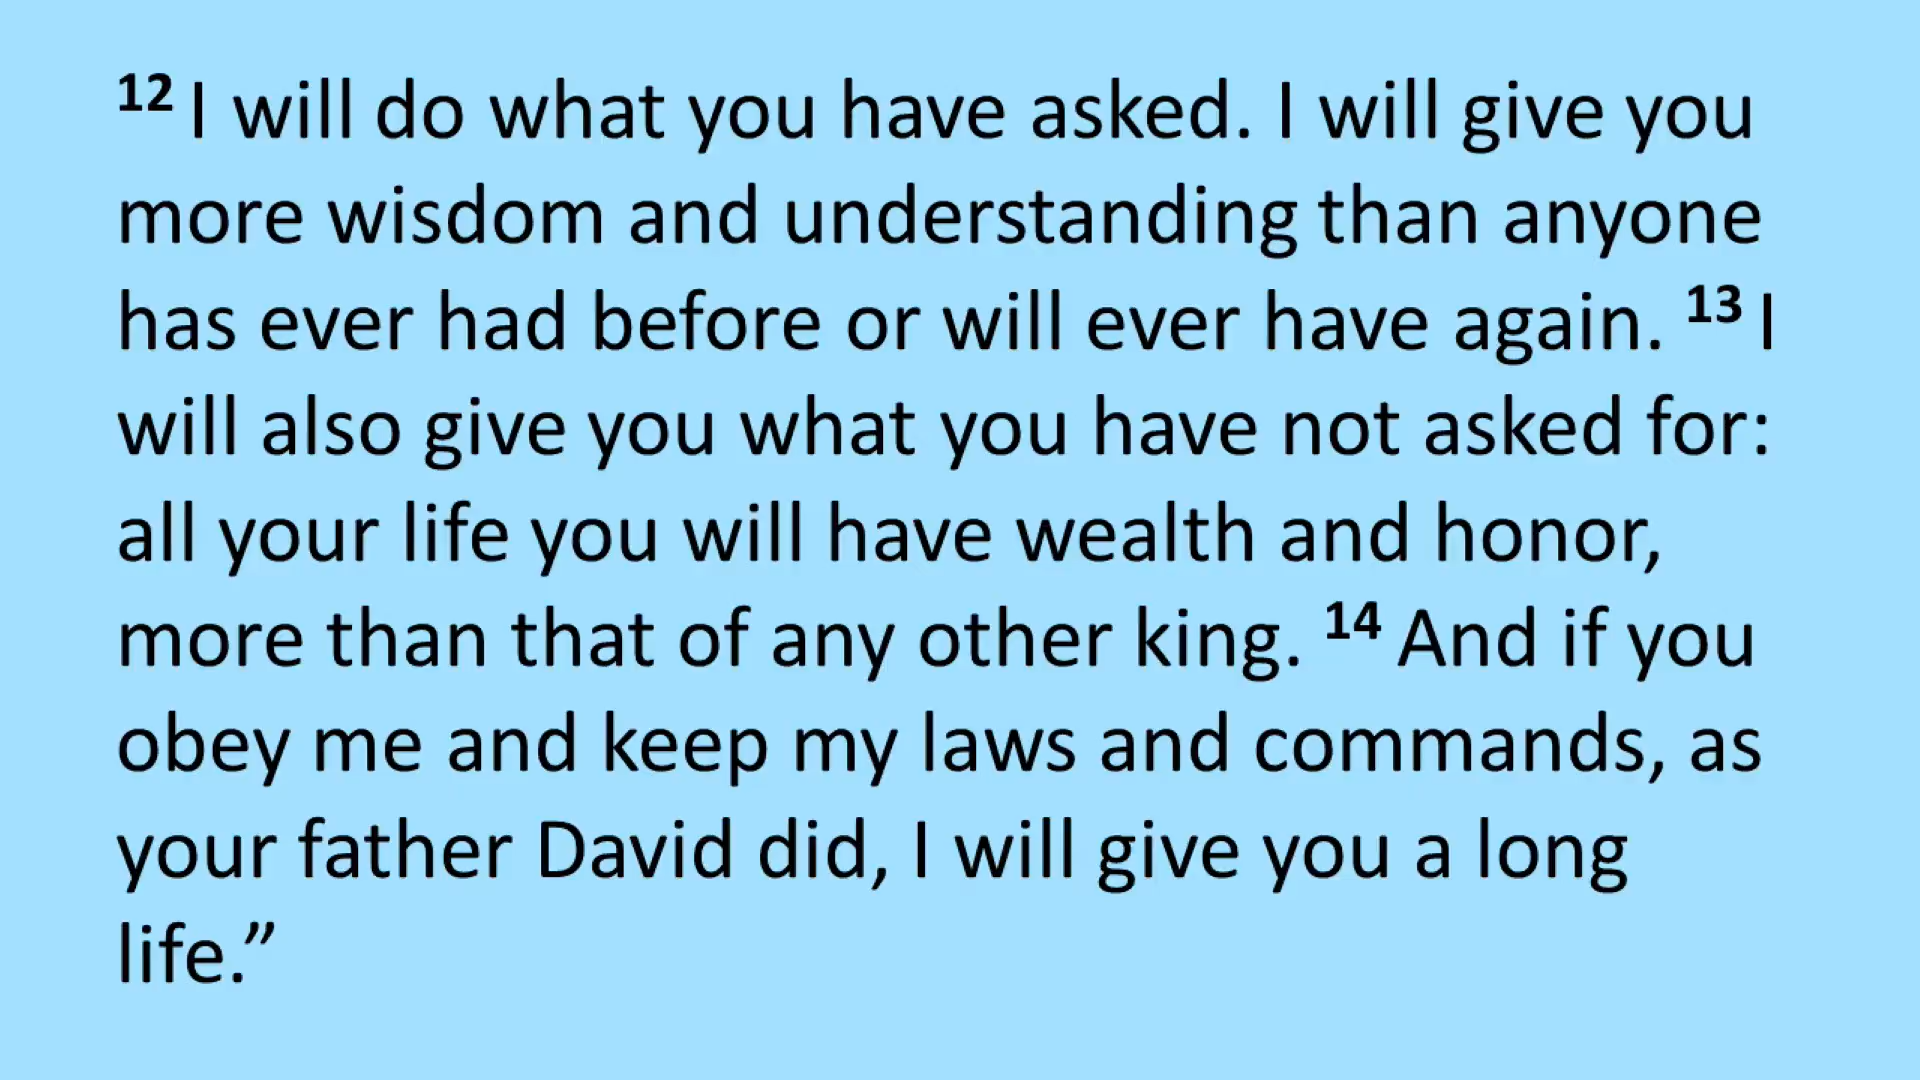 12 I will do what you have asked. I will give you
more wisdom and understanding than anyone
has ever had before or will ever have again. 13 I
will also give you what you have not asked for:
all your life you will have wealth and honor,
more than that of any other king. 14 And if you
obey me and keep my laws and commands, as
your father David did, I will give you a long
life.”